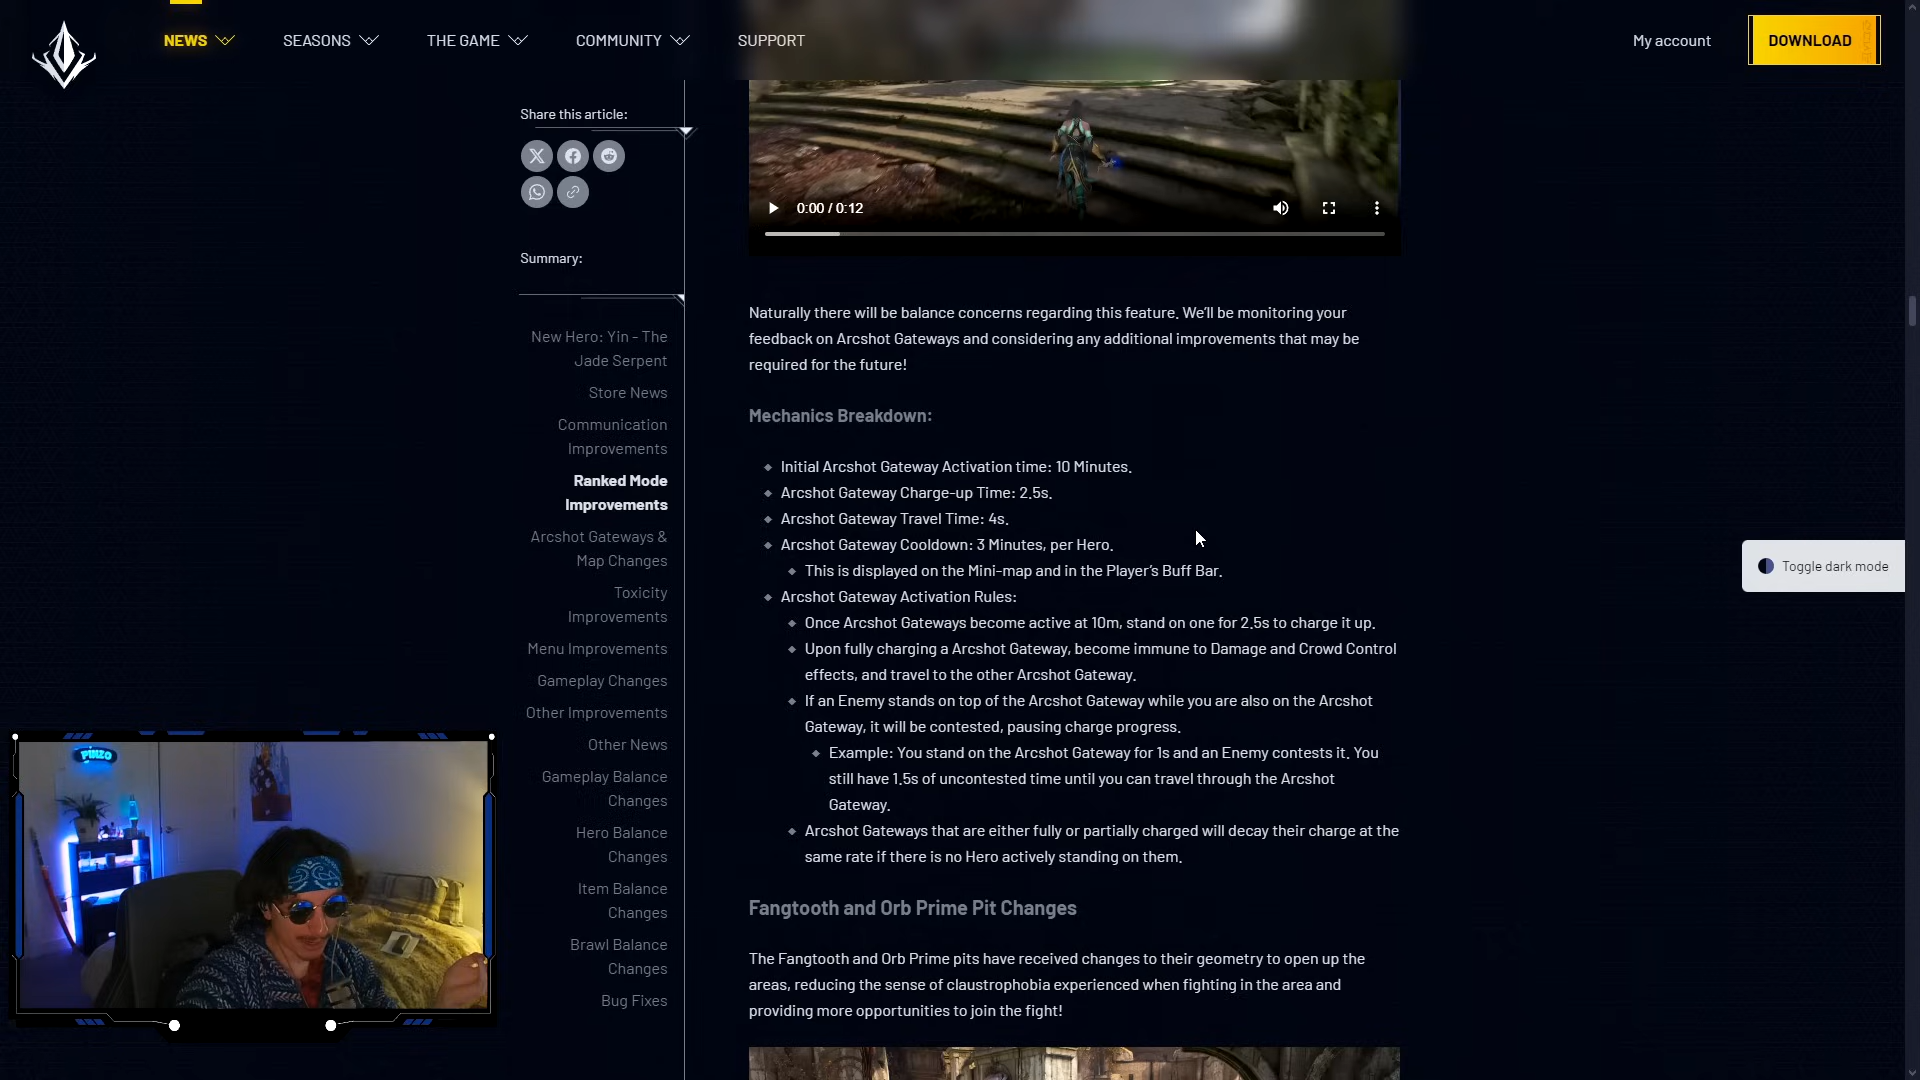 NEWS
SEASONS
THE GAME
COMMUNITY
SUPPORT
My account
DOWNLOAD
Share this article:
Summary:
New Hero: Yin - The
Jade Serpent
Store News
Communication
Improvements
Ranked Mode
Improvements
Arcshot Gateways &
Map Changes
Toxicity
Improvements
Menu Improvements
Gameplay Changes
Other Improvements
Other News
Gameplay Balance
Changes
Hero Balance
Changes
Item Balance
Changes
Brawl Balance
Changes
Bug Fixes
0:00 / 0:12
Naturally there will be balance concerns regarding this feature. We'll be monitoring your
feedback on Arcshot Gateways and considering any additional improvements that may be
required for the future!
Mechanics Breakdown:
Initial Arcshot Gateway Activation time: 10 Minutes.
Arcshot Gateway Charge-up Time: 2.5s.
Arcshot Gateway Travel Time: 4s.
Arcshot Gateway Cooldown: 3 Minutes, per Hero.
This is displayed on the Mini-map and in the Player's Buff Bar.
Arcshot Gateway Activation Rules:
Once Arcshot Gateways become active at 10m, stand on one for 2.5s to charge it up.
Upon fully charging a Arcshot Gateway, become immune to Damage and Crowd Control
effects, and travel to the other Arcshot Gateway.
If an Enemy stands on top of the Arcshot Gateway while you are also on the Arcshot
Gateway, it will be contested, pausing charge progress.
Example: You stand on the Arcshot Gateway for 1s and an Enemy contests it. You
still have 1.5s of uncontested time until you can travel through the Arcshot
Gateway.
Arcshot Gateways that are either fully or partially charged will decay their charge at the
same rate if there is no Hero actively standing on them.
Fangtooth and Orb Prime Pit Changes
The Fangtooth and Orb Prime pits have received changes to their geometry to open up the
areas, reducing the sense of claustrophobia experienced when fighting in the area and
providing more opportunities to join the fight!
Toggle dark mode
PINZO